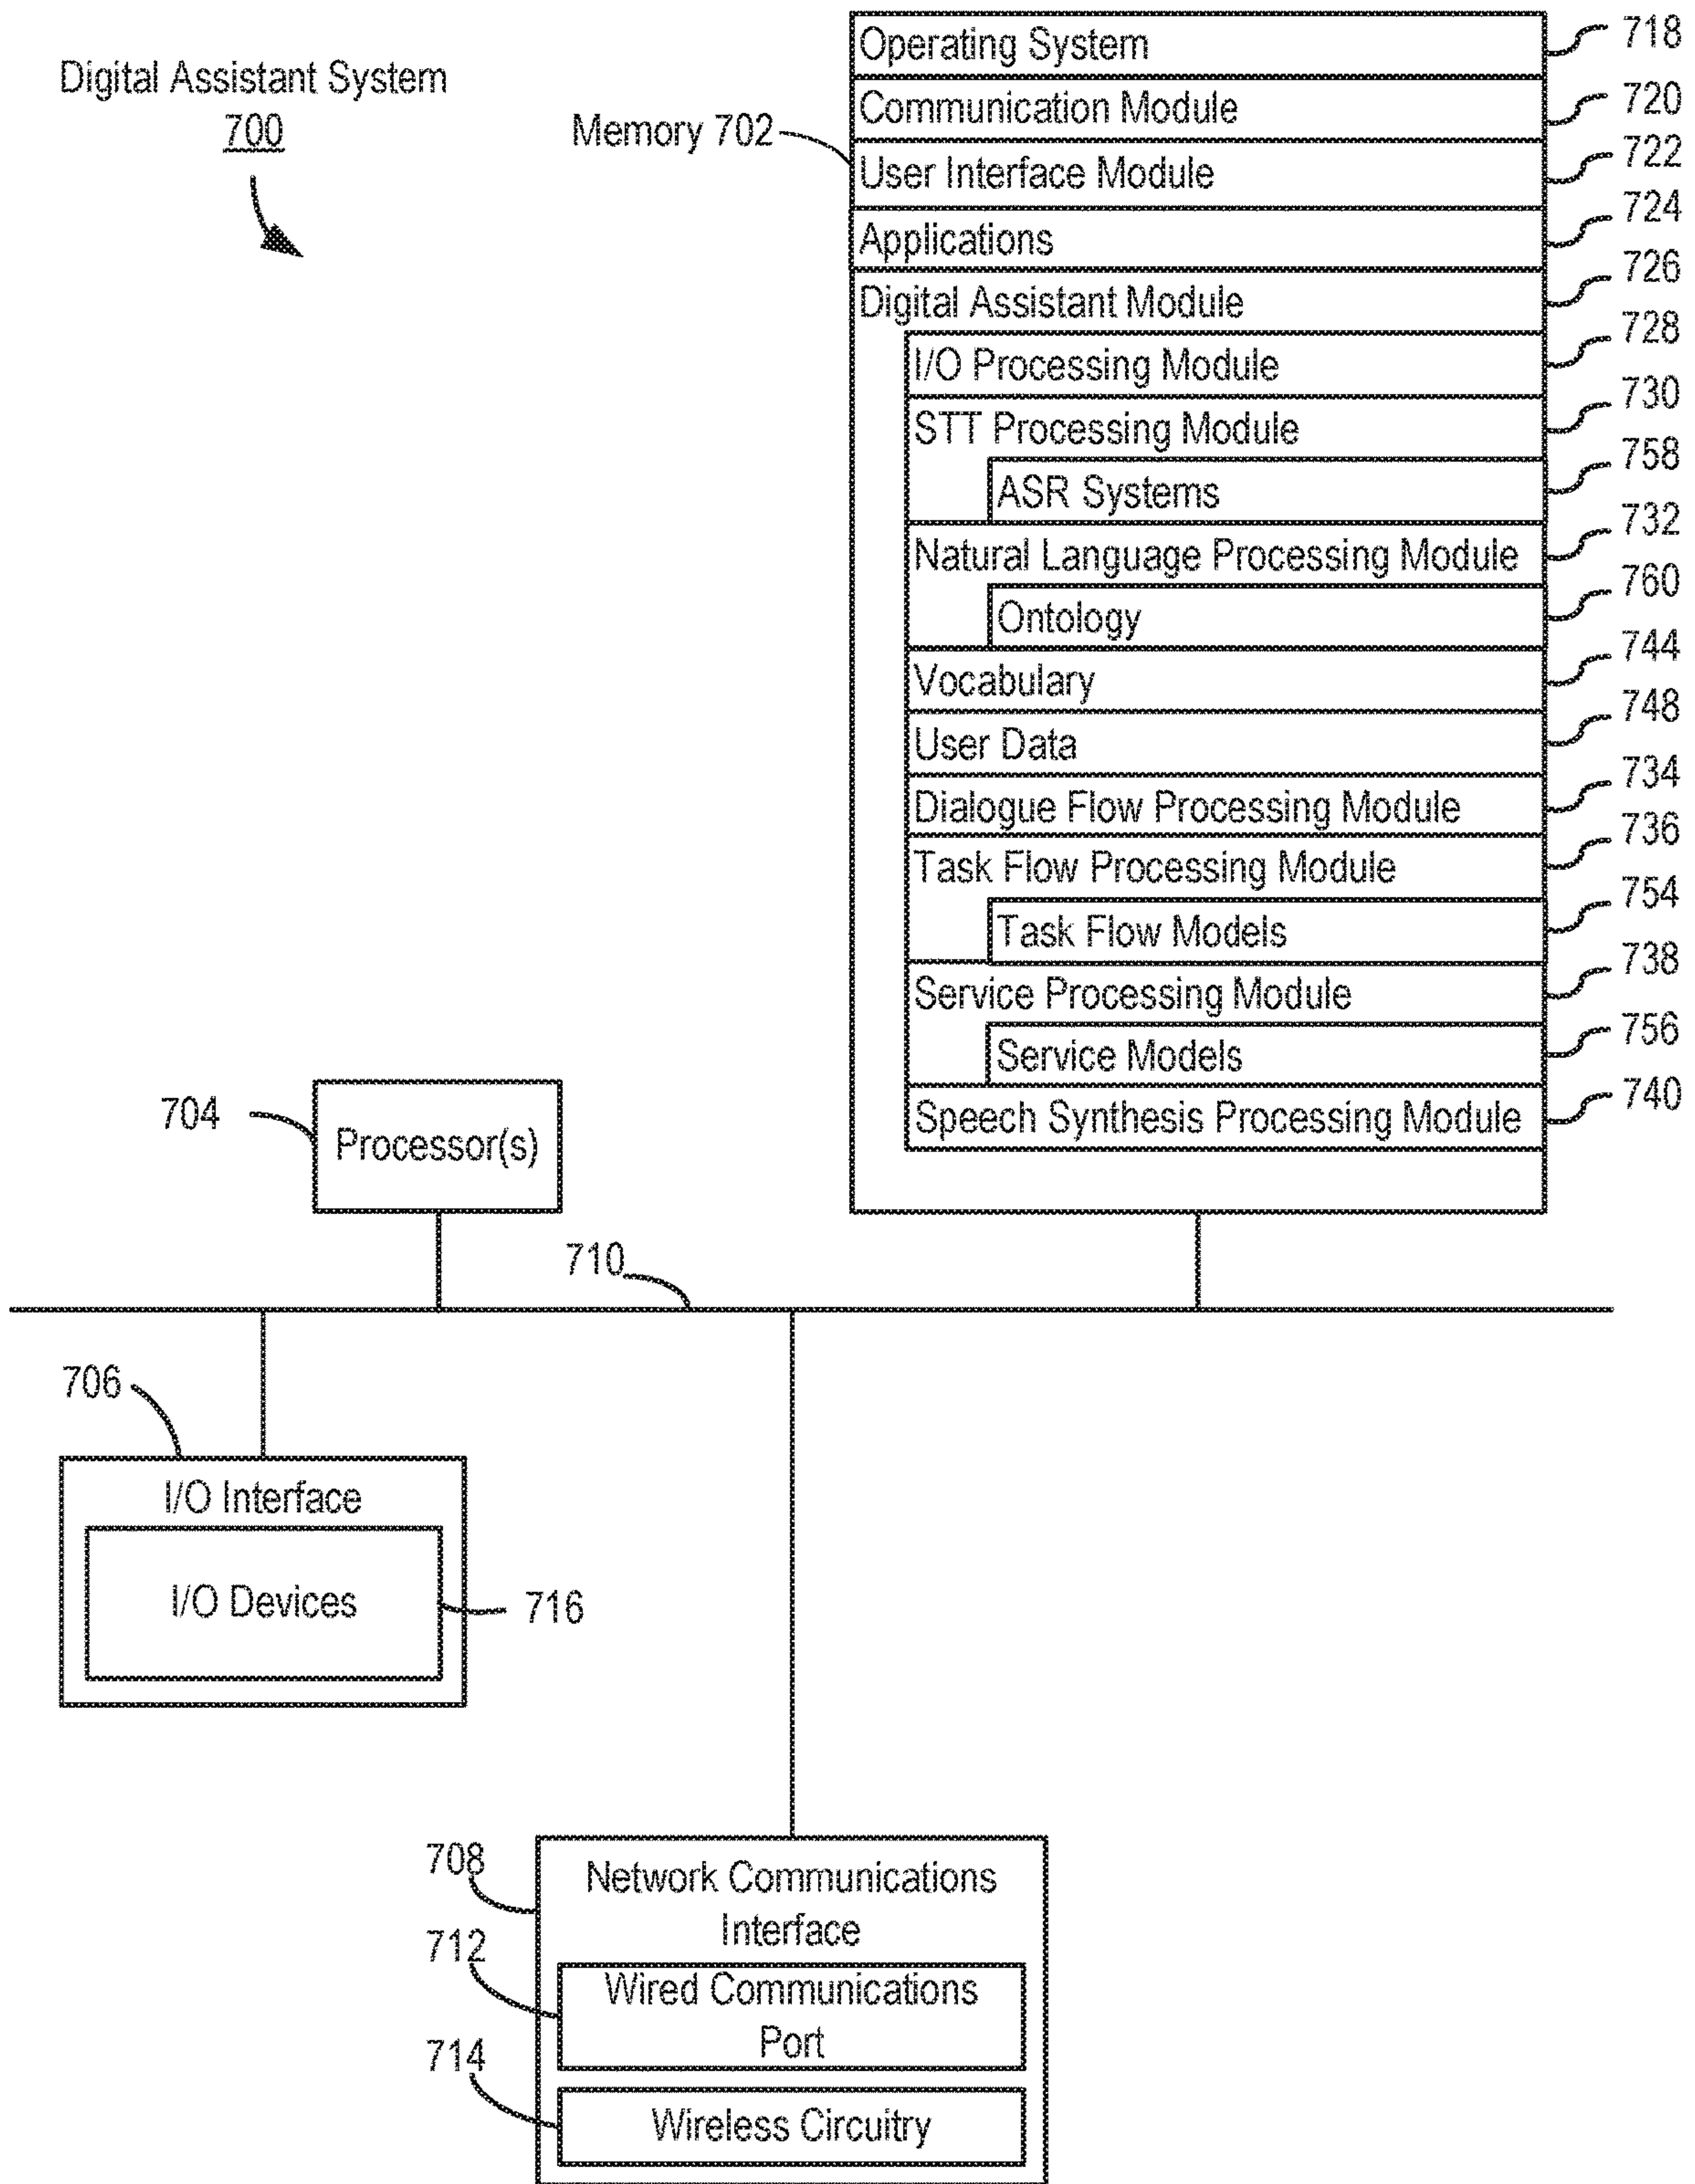 Digital Assistant System
700
Memory 702
Operating System 718
Communication Module 720
User Interface Module 722
Applications 724
Digital Assistant Module 726
I/O Processing Module 728
STT Processing Module 730
ASR Systems 758
Natural Language Processing Module 732
Ontology 760
Vocabulary 744
User Data 748
Dialogue Flow Processing Module 734
Task Flow Processing Module 736
Task Flow Models 754
Service Processing Module 738
Service Models 756
Speech Synthesis Processing Module 740
704
Processor(s)
710
706
I/O Interface
I/O Devices
716
708
Network Communications
Interface
712
Wired Communications
Port
714
Wireless Circuitry